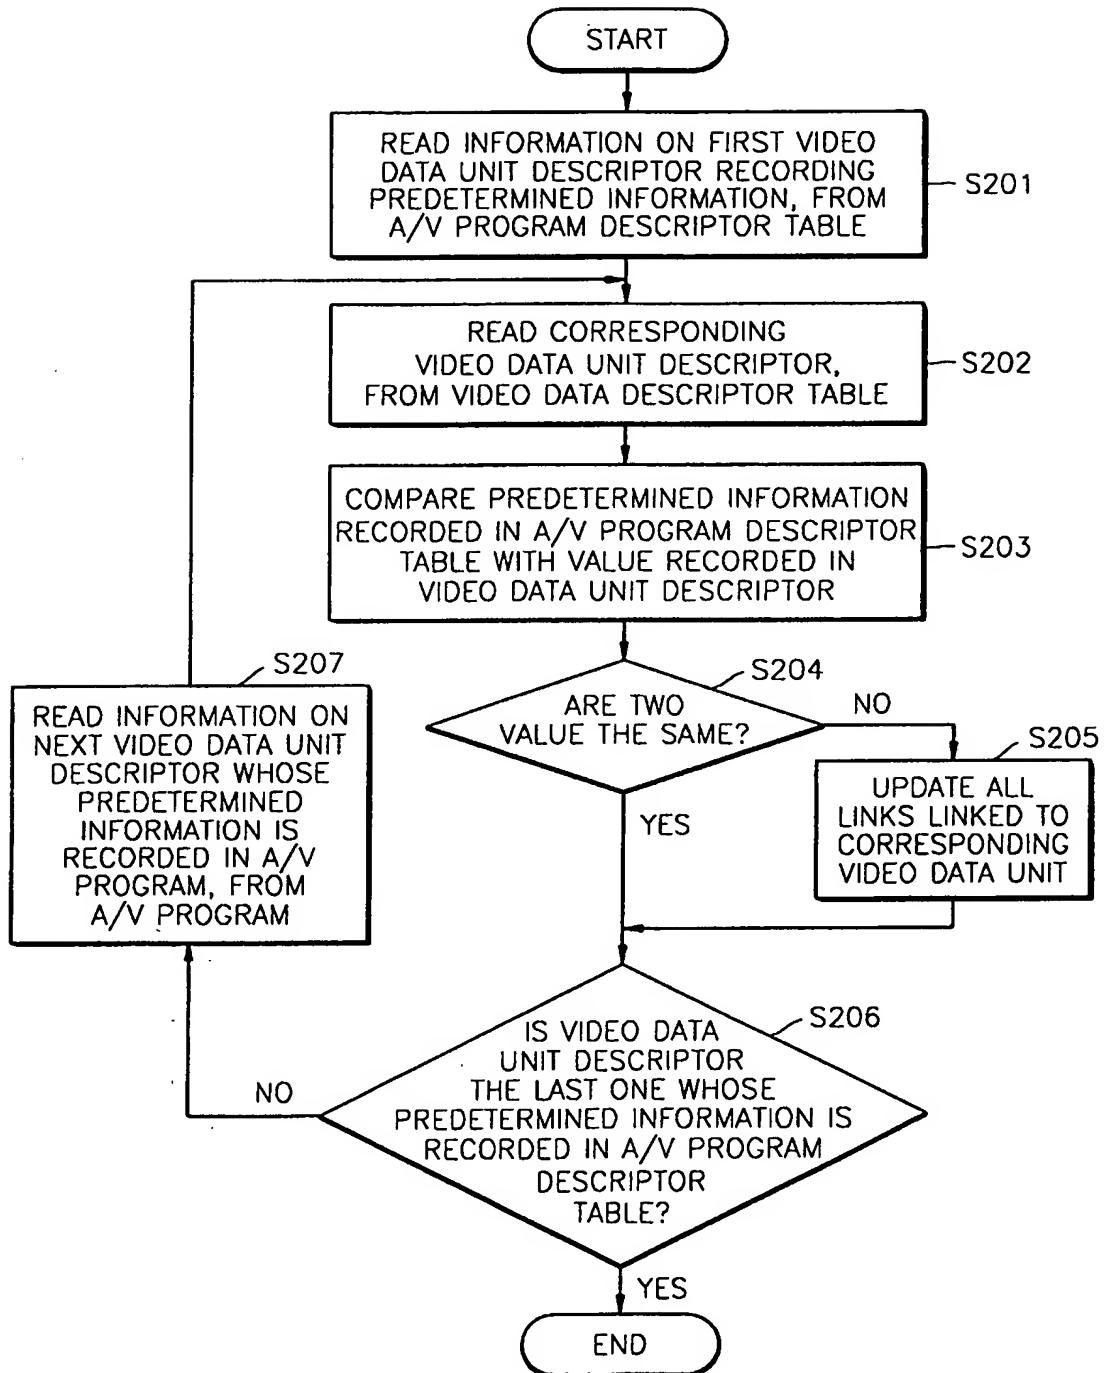 START
READ INFORMATION ON FIRST VIDEO
DATA UNIT DESCRIPTOR RECORDING
PREDETERMINED INFORMATION, FROM
A/V PROGRAM DESCRIPTOR TABLE
S201
READ CORRESPONDING
VIDEO DATA UNIT DESCRIPTOR,
FROM VIDEO DATA DESCRIPTOR TABLE
S202
COMPARE PREDETERMINED INFORMATION
RECORDED IN A/V PROGRAM DESCRIPTOR
TABLE WITH VALUE RECORDED IN
VIDEO DATA UNIT DESCRIPTOR
S203
S204
ARE TWO
VALUE THE SAME?
NO
YES
S205
UPDATE ALL
LINKS LINKED TO
CORRESPONDING
VIDEO DATA UNIT
S207
READ INFORMATION ON
NEXT VIDEO DATA UNIT
DESCRIPTOR WHOSE
PREDETERMINED
INFORMATION IS
RECORDED IN A/V
PROGRAM, FROM
A/V PROGRAM
S206
IS VIDEO DATA
UNIT DESCRIPTOR
THE LAST ONE WHOSE
PREDETERMINED INFORMATION IS
RECORDED IN A/V PROGRAM
DESCRIPTOR
TABLE?
NO
YES
END